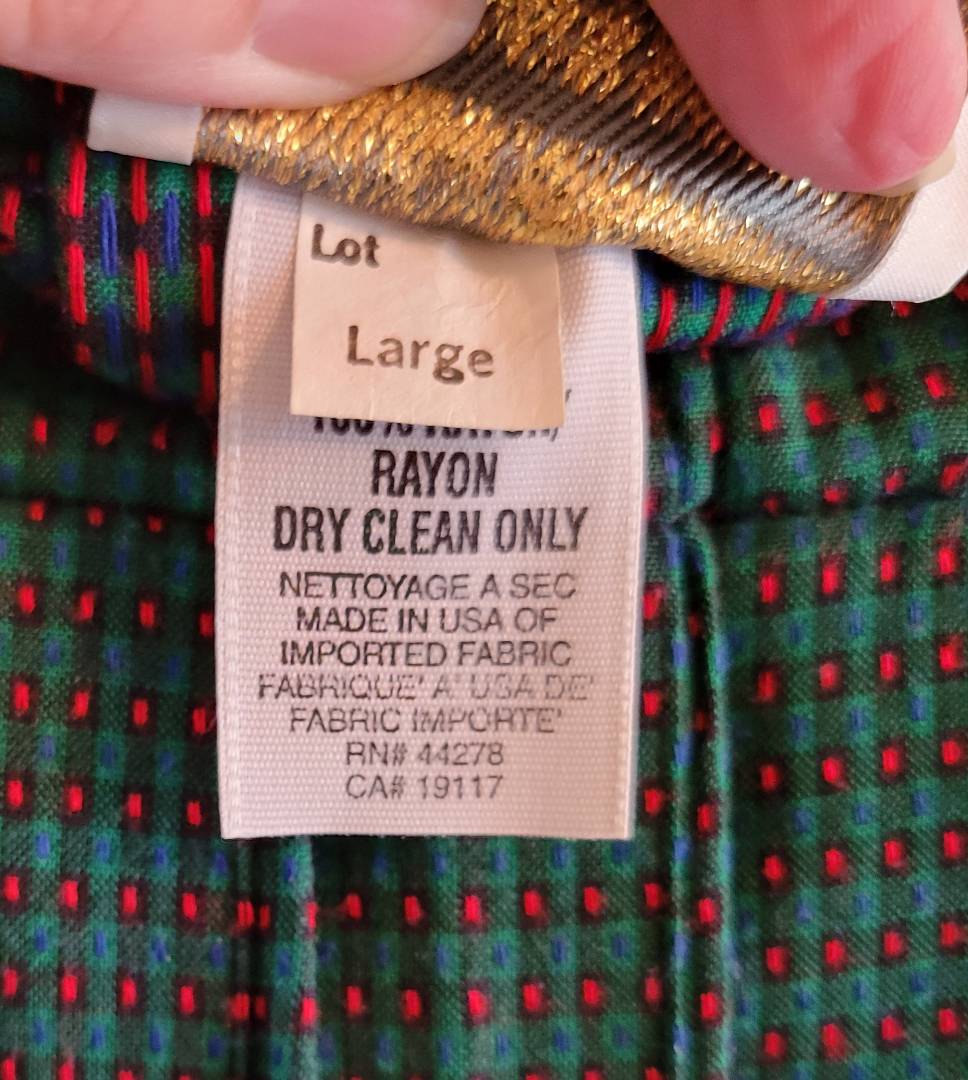 Lot
Large
RAYON
DRY CLEAN ONLY
NETTOYAGE A SEC
MADE IN USA OF
IMPORTED FABRIC
FABRIQUE' A' USA DE'
FABRIC IMPORTE'
RN# 44278
CA# 19117